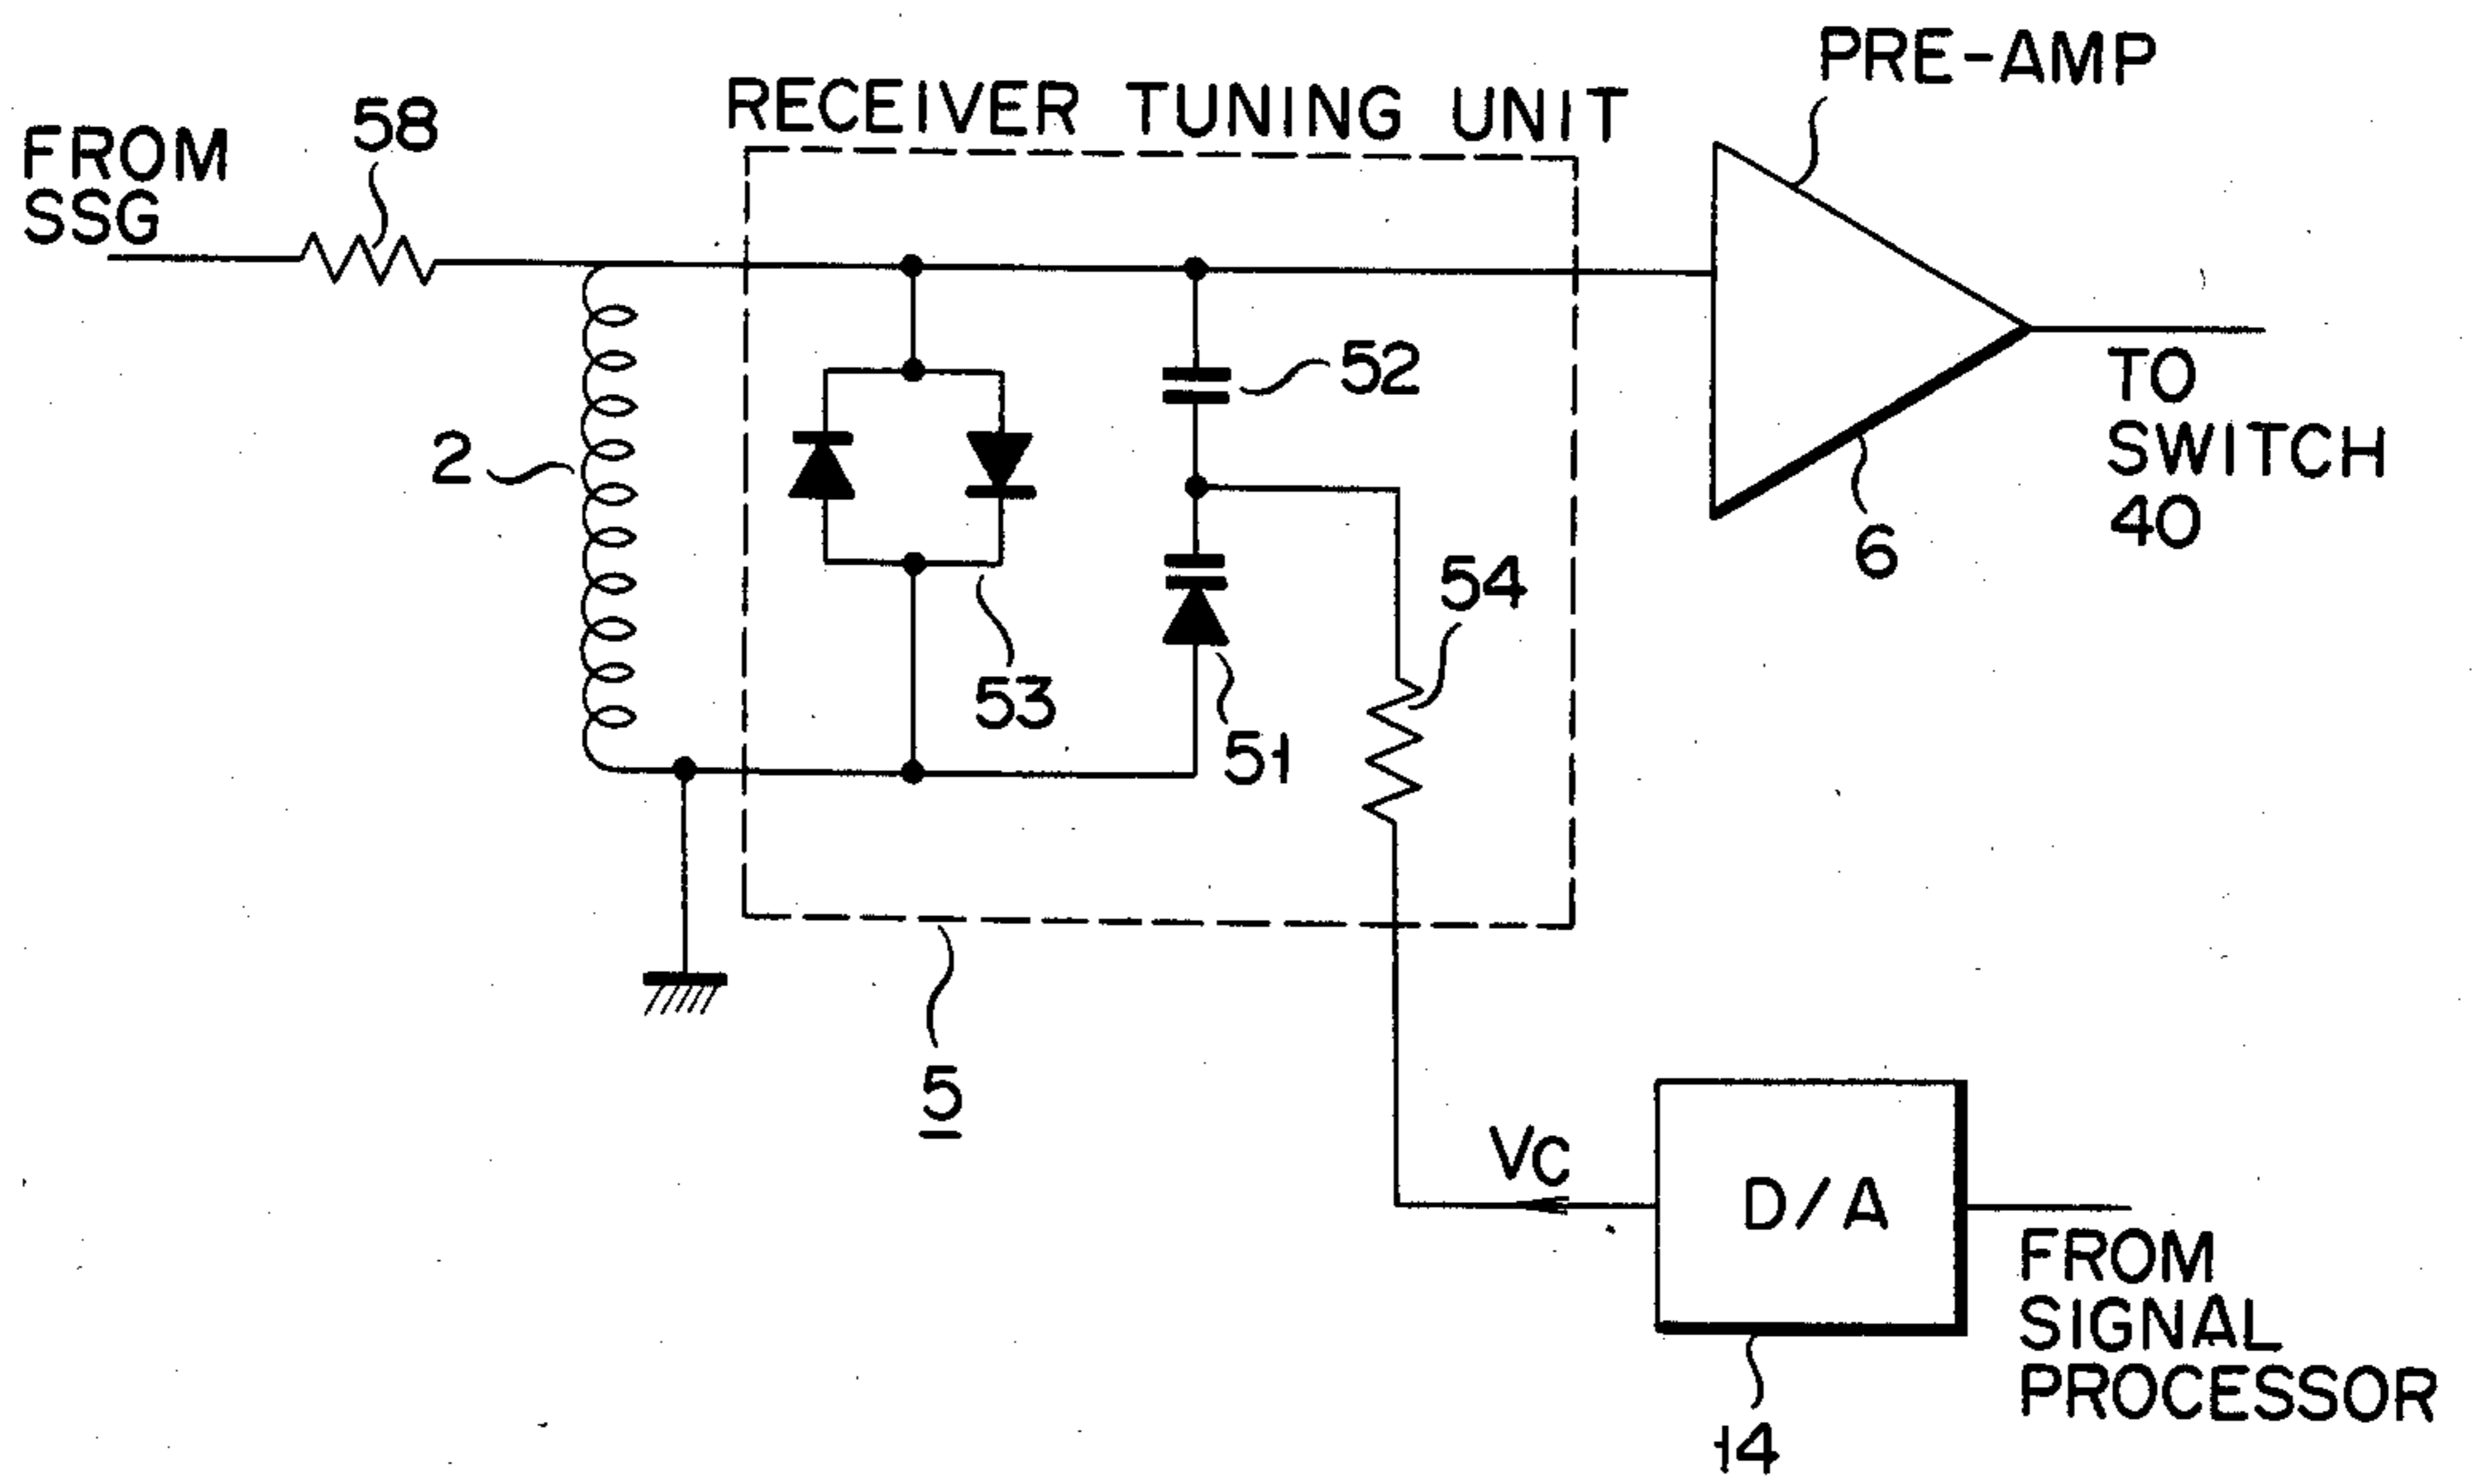 PRE-AMP
RECEIVER TUNING UNIT
58
FROM
SSG
52
2
TO
SWITCH
40
6
54
53
51
5
VC
D/A
FROM
SIGNAL
PROCESSOR
14